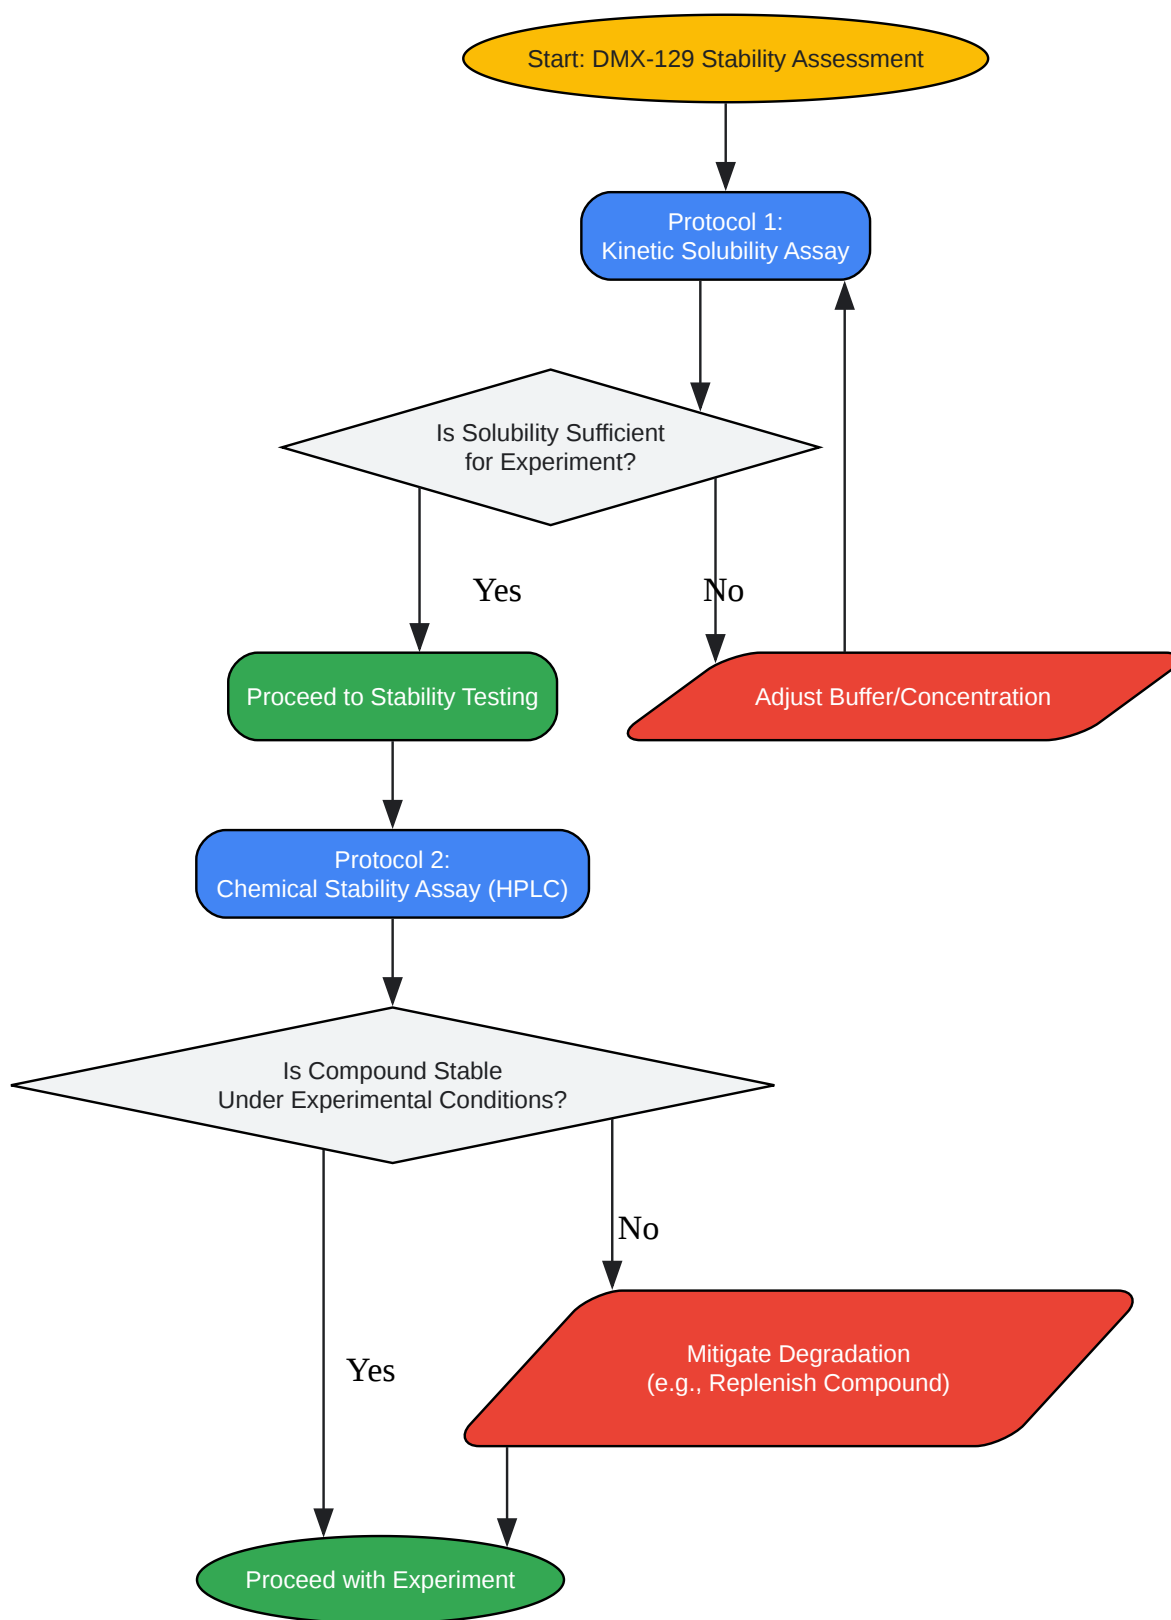 Start: DMX-129 Stability Assessment
Protocol 1:
Kinetic Solubility Assay
Is Solubility Sufficient
for Experiment?
Yes
No
Proceed to Stability Testing
Adjust Buffer/Concentration
Protocol 2:
Chemical Stability Assay (HPLC)
Is Compound Stable
Under Experimental Conditions?
No
Mitigate Degradation
(e.g., Replenish Compound)
Yes
Proceed with Experiment